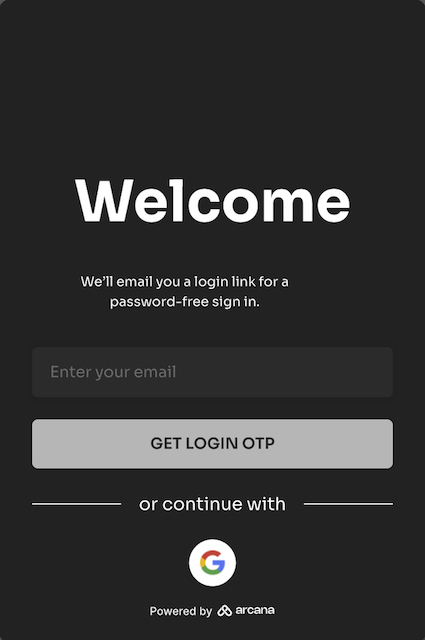 Welcome
We’ll email you a login link for a
password-free sign in.
Enter your email
GET LOGIN OTP
or continue with
Powered by arcana